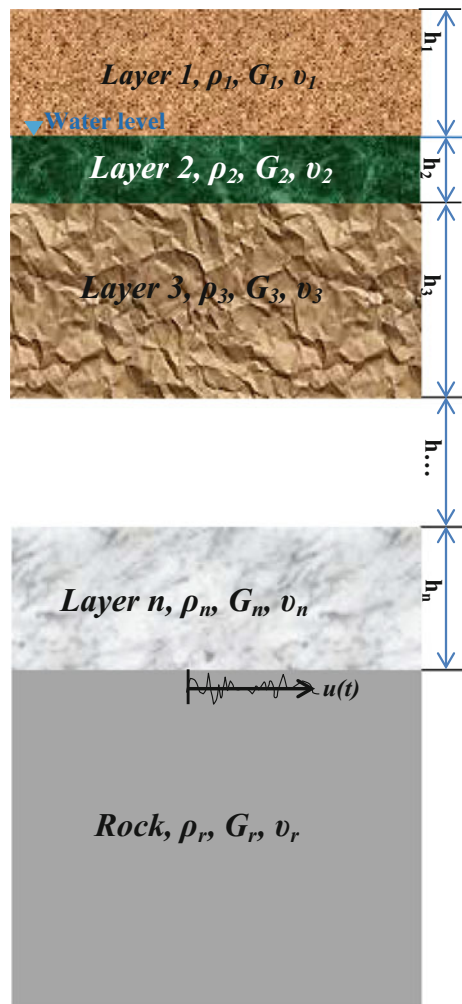 h₁
Layer 1, ρ₁, G₁, υ₁
Water level
Layer 2, ρ₂, G₂, υ₂
h₂
Layer 3, ρ₃, G₃, υ₃
h₃
h…
Layer n, ρₙ, Gₙ, υₙ
hₙ
u(t)
Rock, ρᵣ, Gᵣ, υᵣ